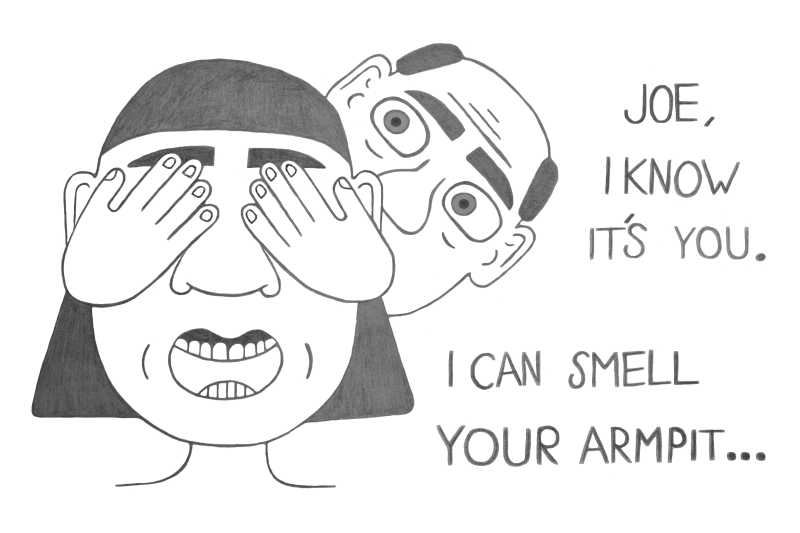 JOE,
I KNOW
IT'S YOU.
I CAN SMELL
YOUR ARMPIT...